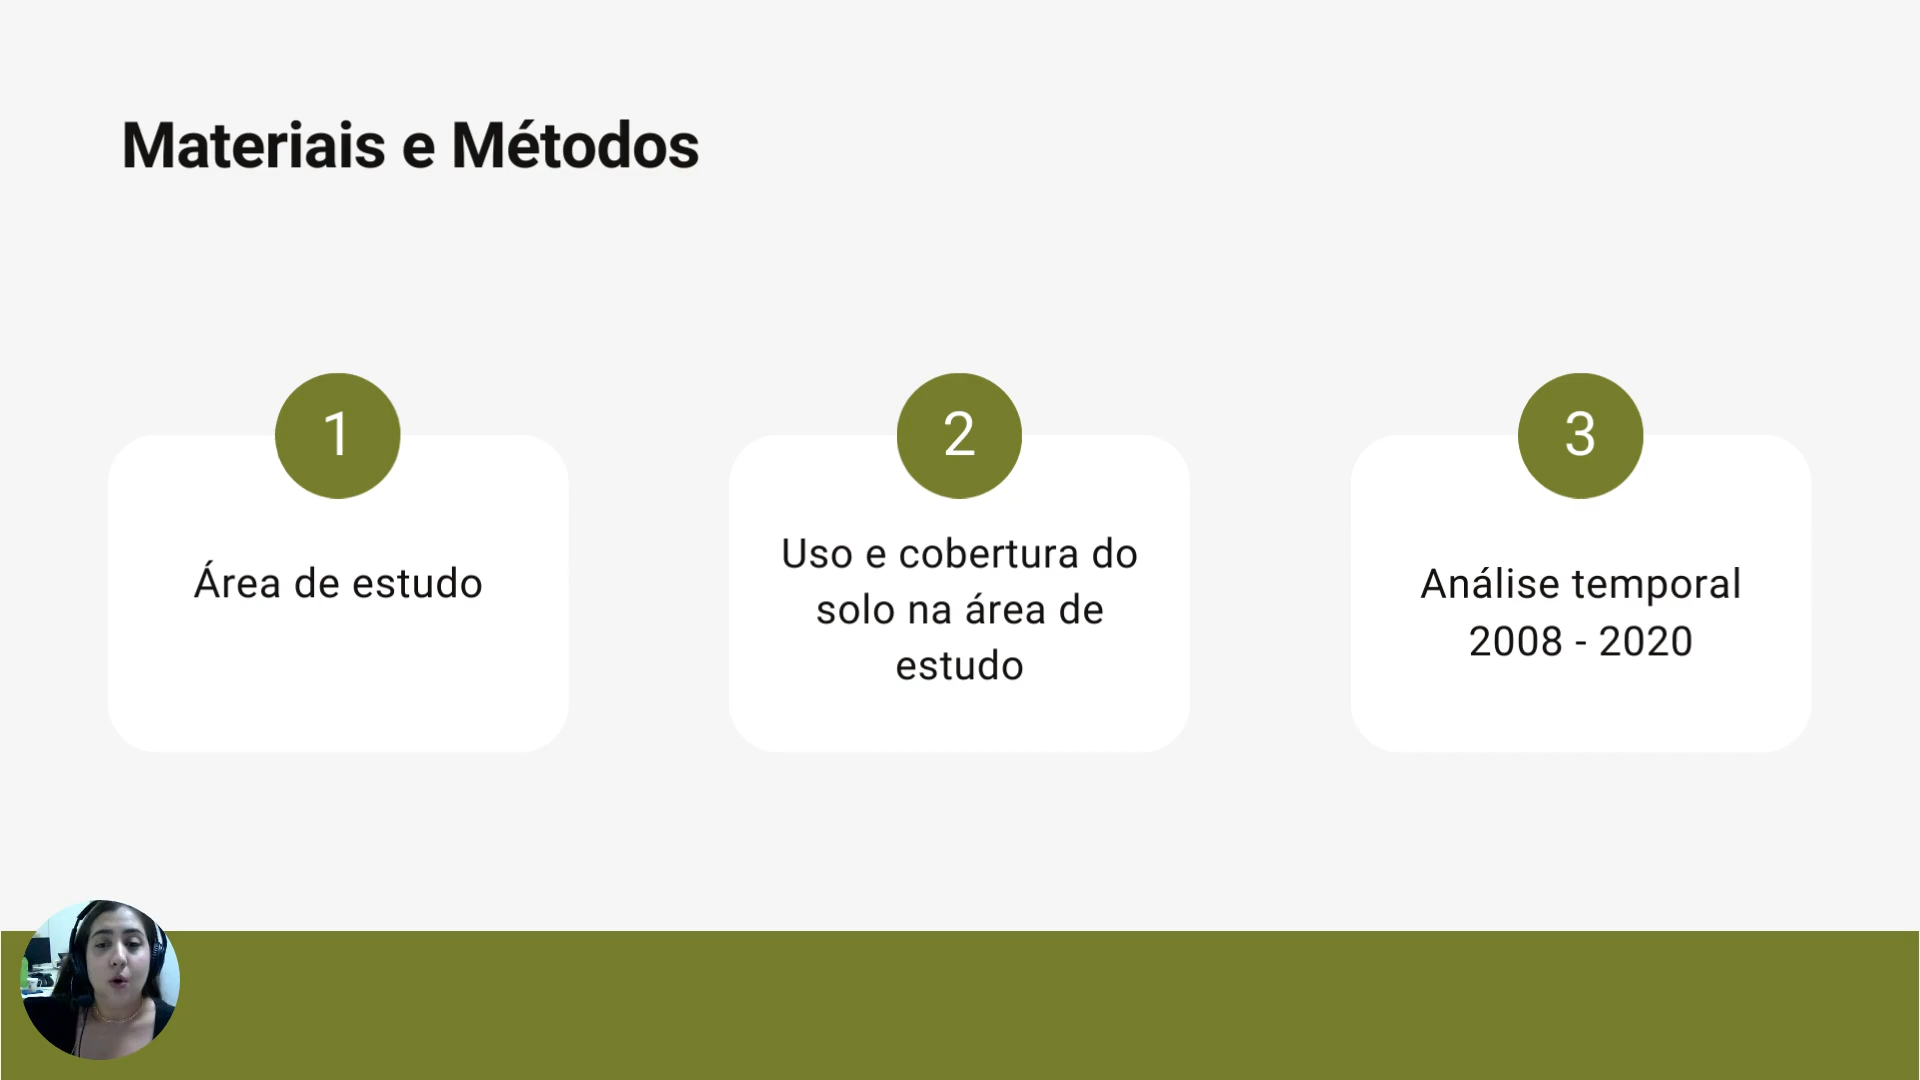 Materiais e Métodos
1
Área de estudo
2
Uso e cobertura do
solo na área de
estudo
3
Análise temporal
2008 - 2020